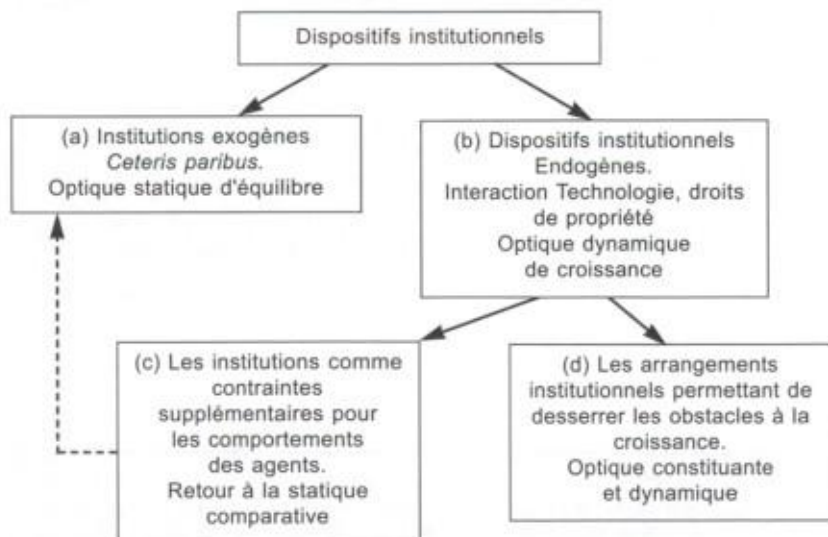 Dispositifs institutionnels
(a) Institutions exogènes
Ceteris paribus.
Optique statique d'équilibre
(b) Dispositifs institutionnels
Endogènes.
Interaction Technologie, droits
de propriété
Optique dynamique
de croissance
(c) Les institutions comme
contraintes
supplémentaires pour
les comportements
des agents.
Retour à la statique
comparative
(d) Les arrangements
institutionnels permettant de
desserrer les obstacles à la
croissance.
Optique constituante
et dynamique